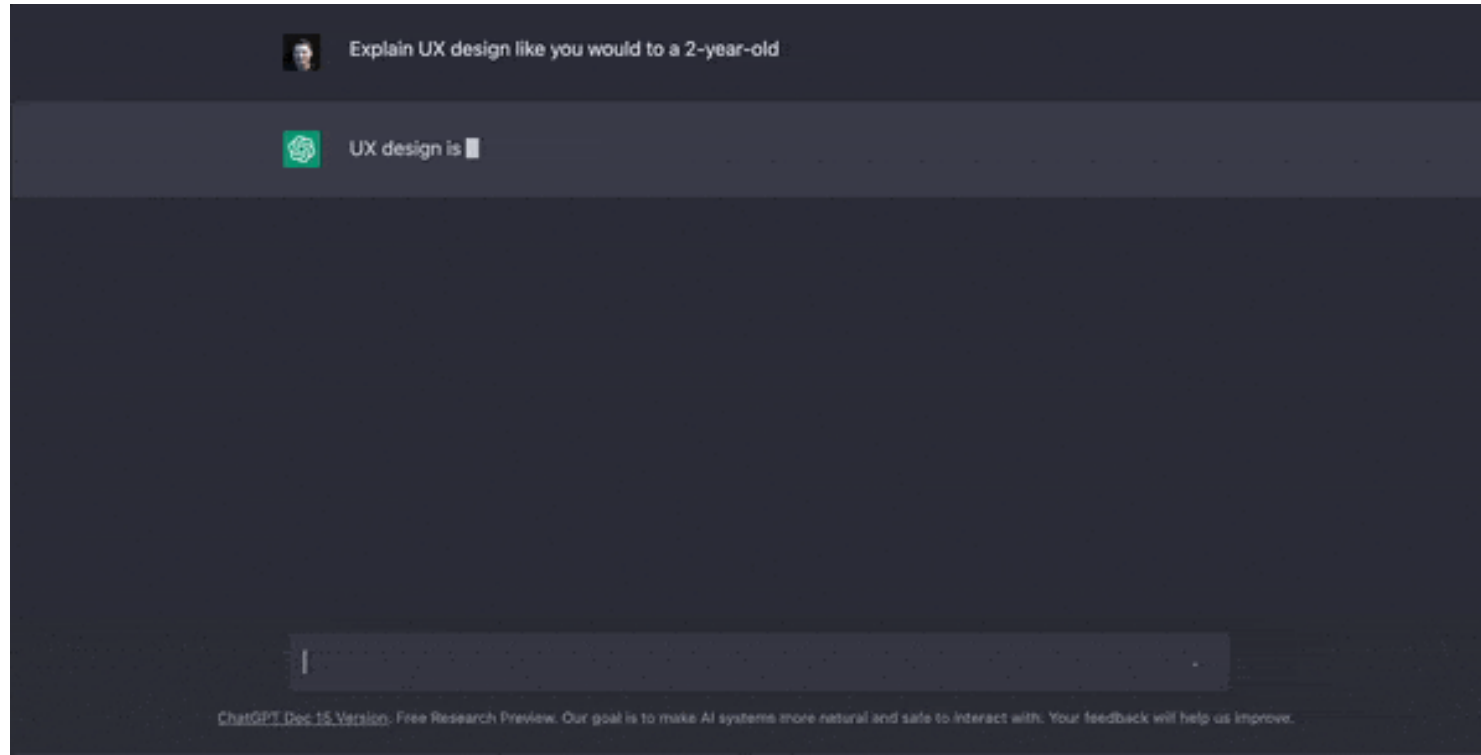 Explain UX design like you would to a 2-year-old
UX design is
ChatGPT Dec 15 Version. Free Research Preview. Our goal is to make AI systems more natural and safe to interact with. Your feedback will help us improve.